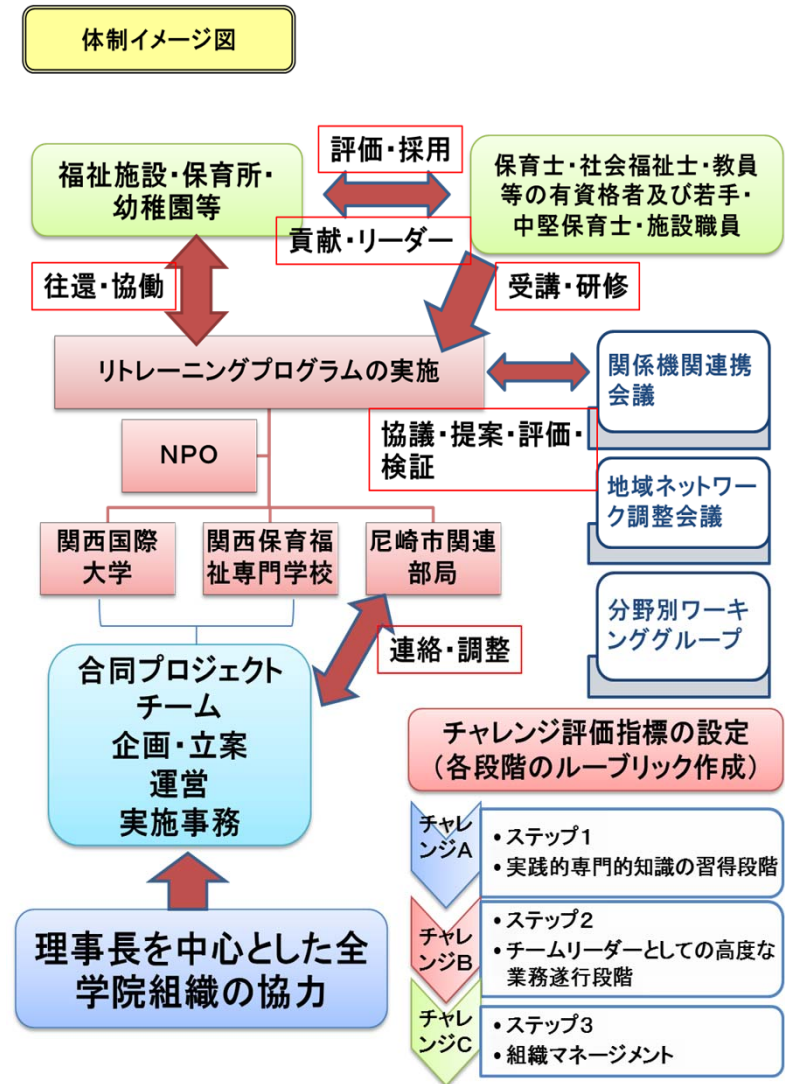 体制イメージ図
評価・採用
福祉施設・保育所・
幼稚園等
保育士・社会福祉士・教員
等の有資格者及び若手・
中堅保育士・施設職員
貢献・リーダー
往還・協働
受講・研修
リトレーニングプログラムの実施
関係機関連携
会議
協議・提案・評価・
検証
NPO
地域ネットワー
ク調整会議
関西国際
大学
関西保育福
祉専門学校
尼崎市関連
部局
分野別ワーキ
ンググループ
連絡・調整
合同プロジェクト
チーム
企画・立案
運営
実施事務
理事長を中心とした全
学院組織の協力
チャレンジ評価指標の設定
（各段階のルーブリック作成）
チャレ
ンジA
・ステップ1
・実践的専門的知識の習得段階
チャレ
ンジB
・ステップ2
・チームリーダーとしての高度な
業務遂行段階
チャレ
ンジC
・ステップ3
・組織マネージメント